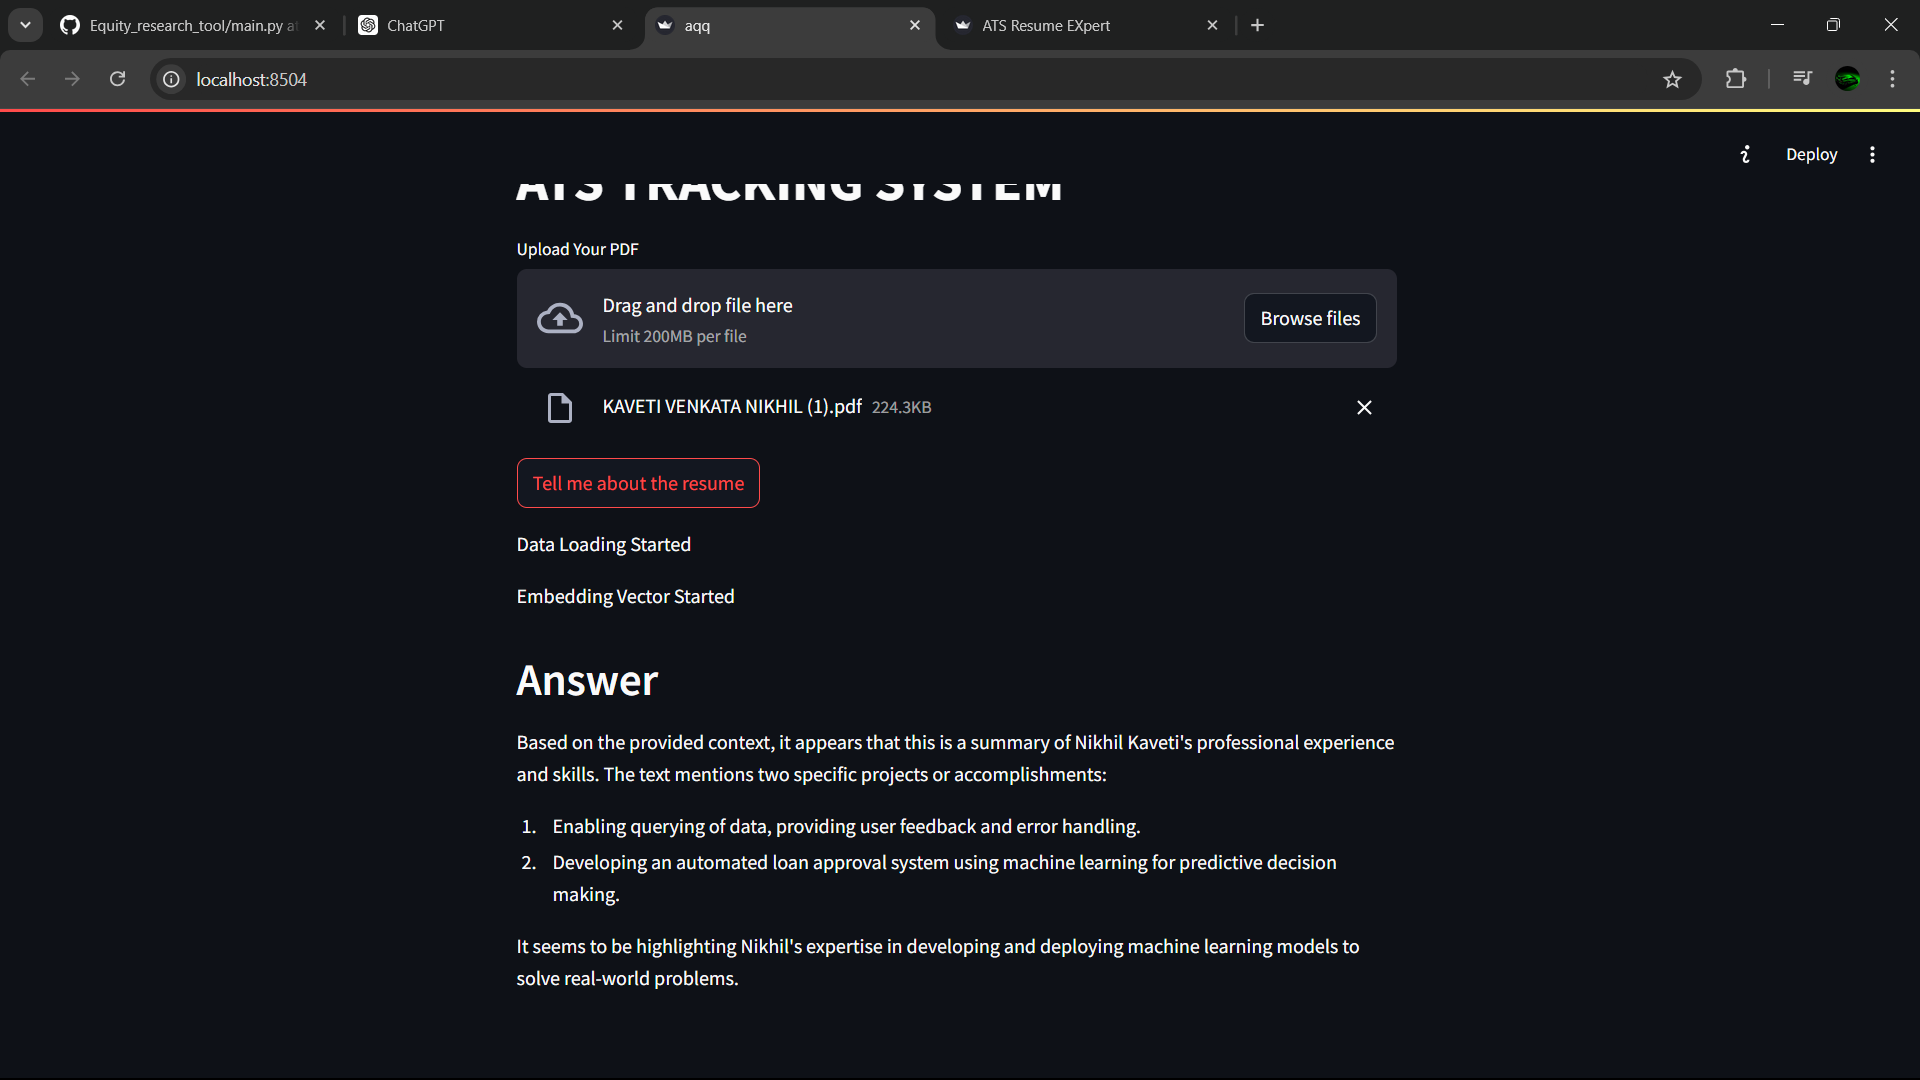 Equity_research_tool/main.py at
ChatGPT
aqq
ATS Resume EXpert
localhost:8504
Deploy
ATS TRACKING SYSTEM
Upload Your PDF
Drag and drop file here
Limit 200MB per file
Browse files
KAVETI VENKATA NIKHIL (1).pdf 224.3KB
Tell me about the resume
Data Loading Started
Embedding Vector Started
Answer
Based on the provided context, it appears that this is a summary of Nikhil Kaveti's professional experience
and skills. The text mentions two specific projects or accomplishments:
1. Enabling querying of data, providing user feedback and error handling.
2. Developing an automated loan approval system using machine learning for predictive decision
making.
It seems to be highlighting Nikhil's expertise in developing and deploying machine learning models to
solve real-world problems.